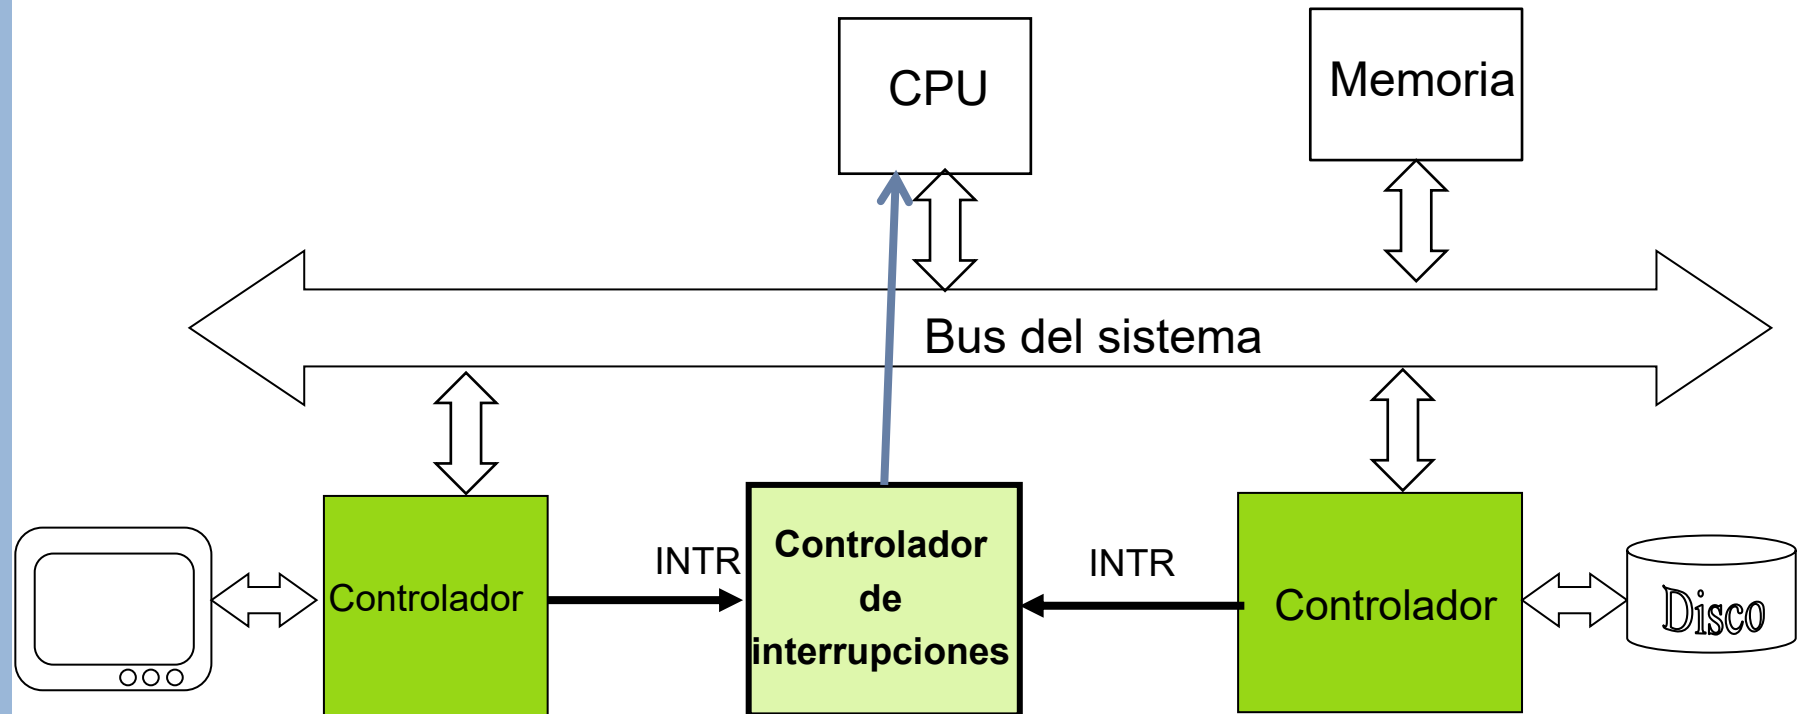 CPU
Memoria
Bus del sistema
Controlador
INTR
Controlador
de
interrupciones
INTR
Controlador
Disco